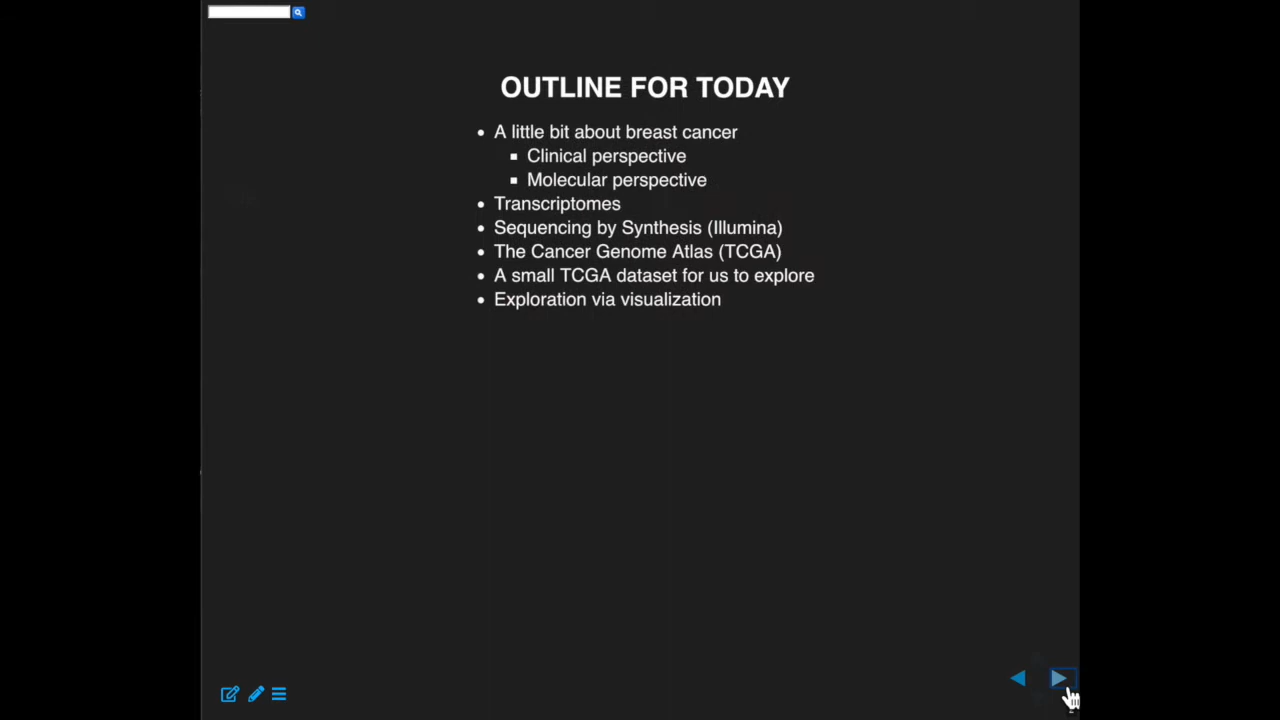 OUTLINE FOR TODAY
A little bit about breast cancer
Clinical perspective
Molecular perspective
Transcriptomes
Sequencing by Synthesis (Illumina)
The Cancer Genome Atlas (TCGA)
A small TCGA dataset for us to explore
Exploration via visualization